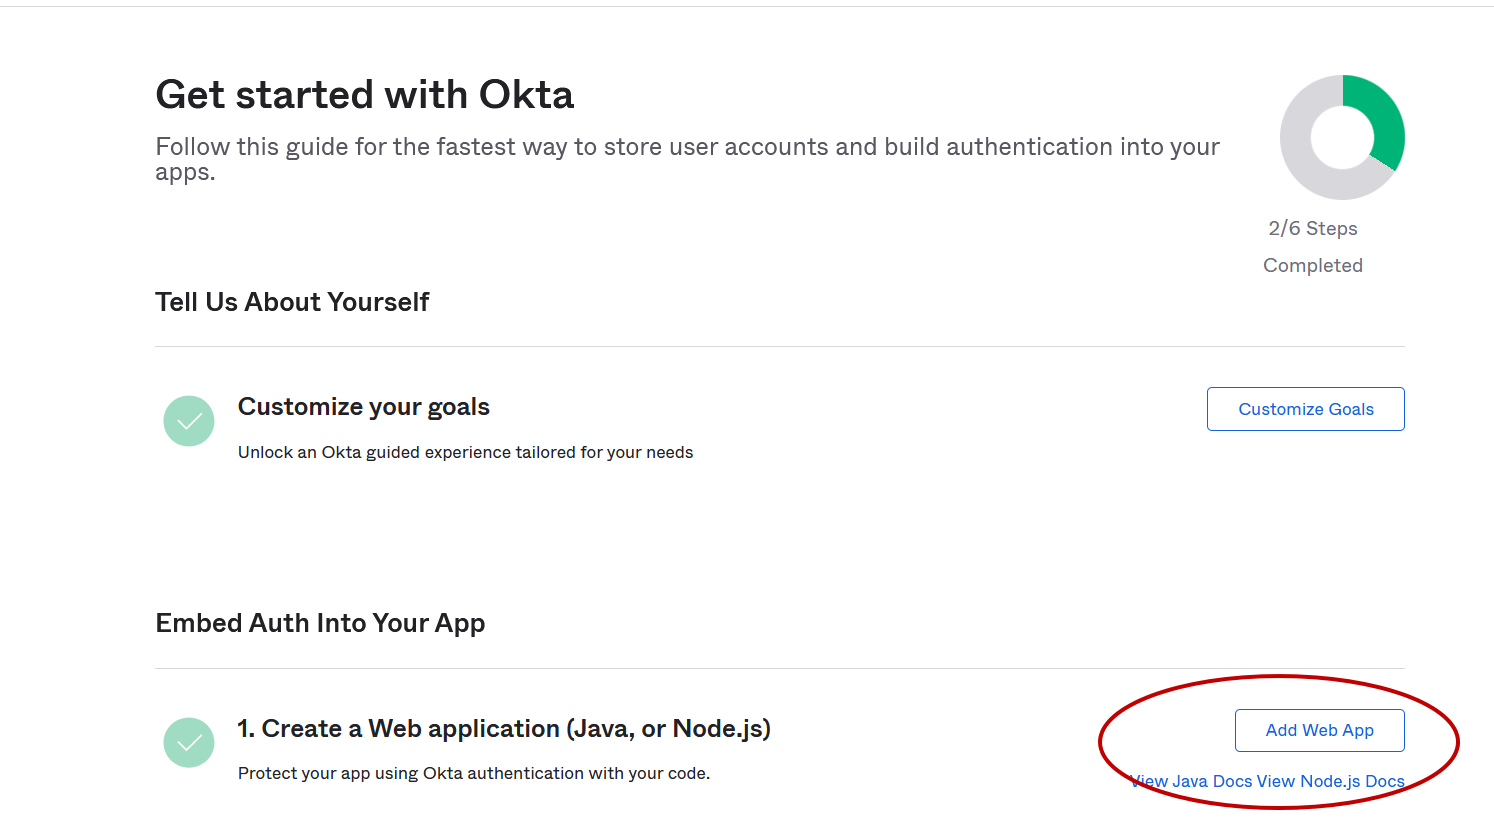 Get started with Okta
Follow this guide for the fastest way to store user accounts and build authentication into your
apps.
2/6 Steps
Completed
Tell Us About Yourself
Customize your goals
Customize Goals
Unlock an Okta guided experience tailored for your needs
Embed Auth Into Your App
1. Create a Web application (Java, or Node.js)
Add Web App
Protect your app using Okta authentication with your code.
View Java Docs View Node.js Docs